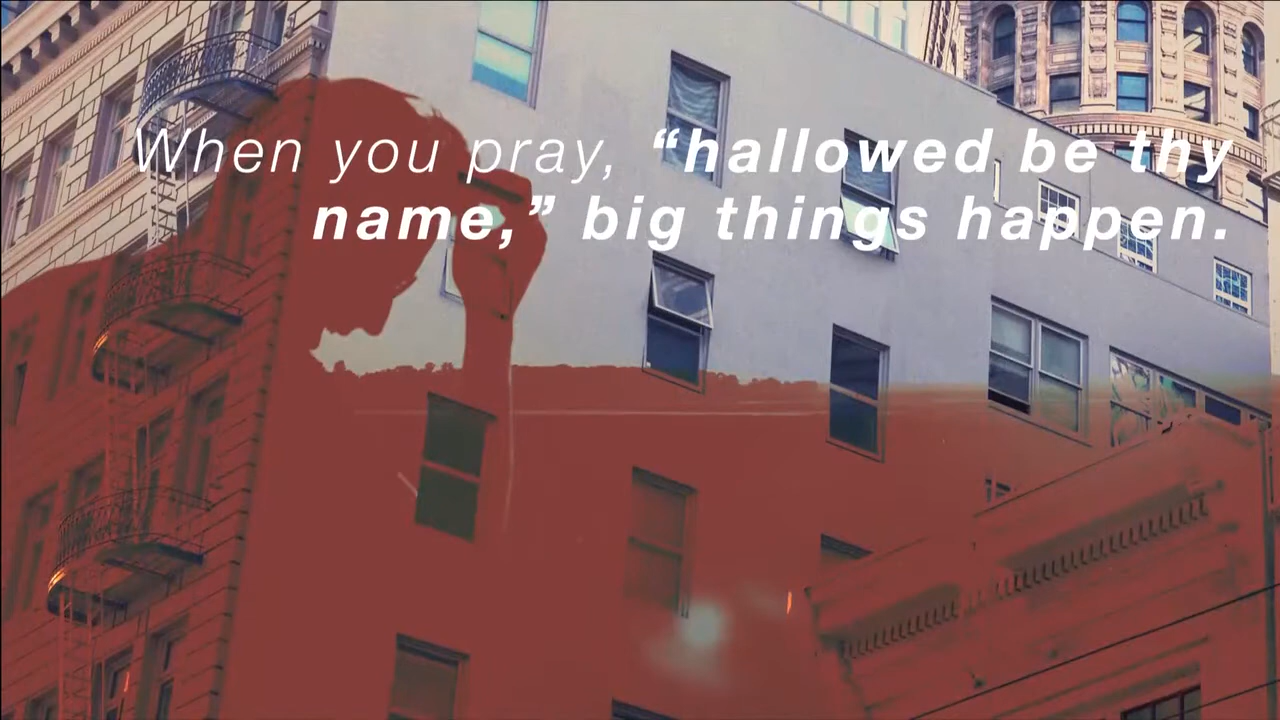 When you pray, “hallowed be thy
name,” big things happen.